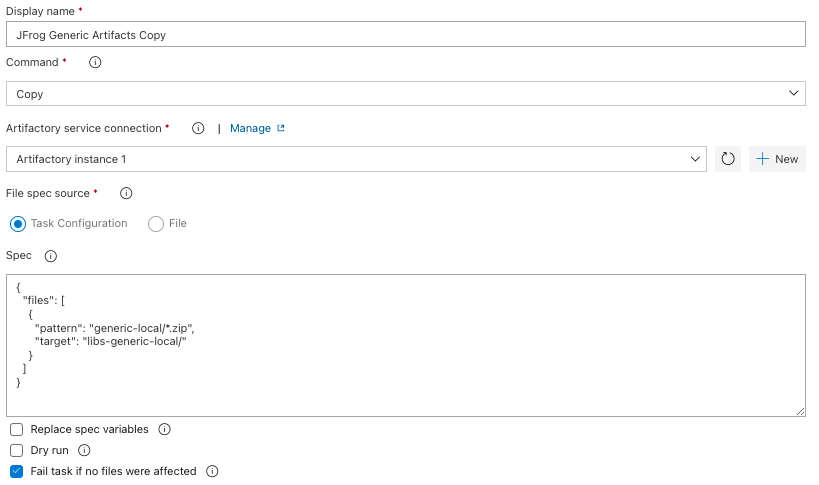 Display name *
JFrog Generic Artifacts Copy
Command *
Copy
Artifactory service connection * | Manage
Artifactory instance 1
New
File spec source *
Task Configuration File
Spec
{
  "files": [
    {
      "pattern": "generic-local/*.zip",
      "target": "libs-generic-local/"
    }
  ]
}
Replace spec variables
Dry run
Fail task if no files were affected